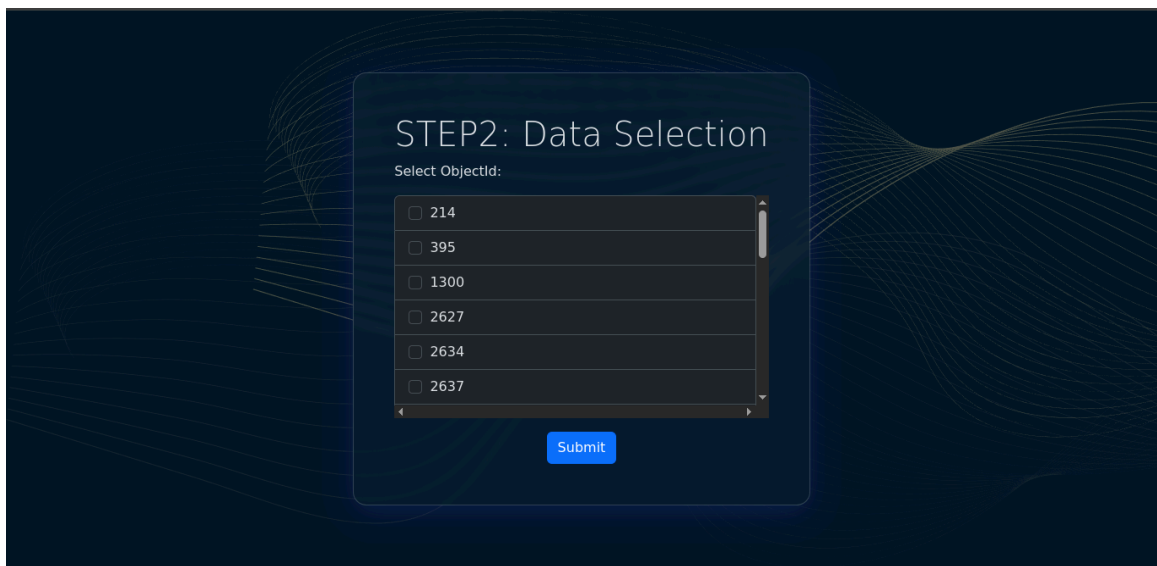 STEP2: Data Selection
Select ObjectId:
214
395
1300
2627
2634
2637
Submit